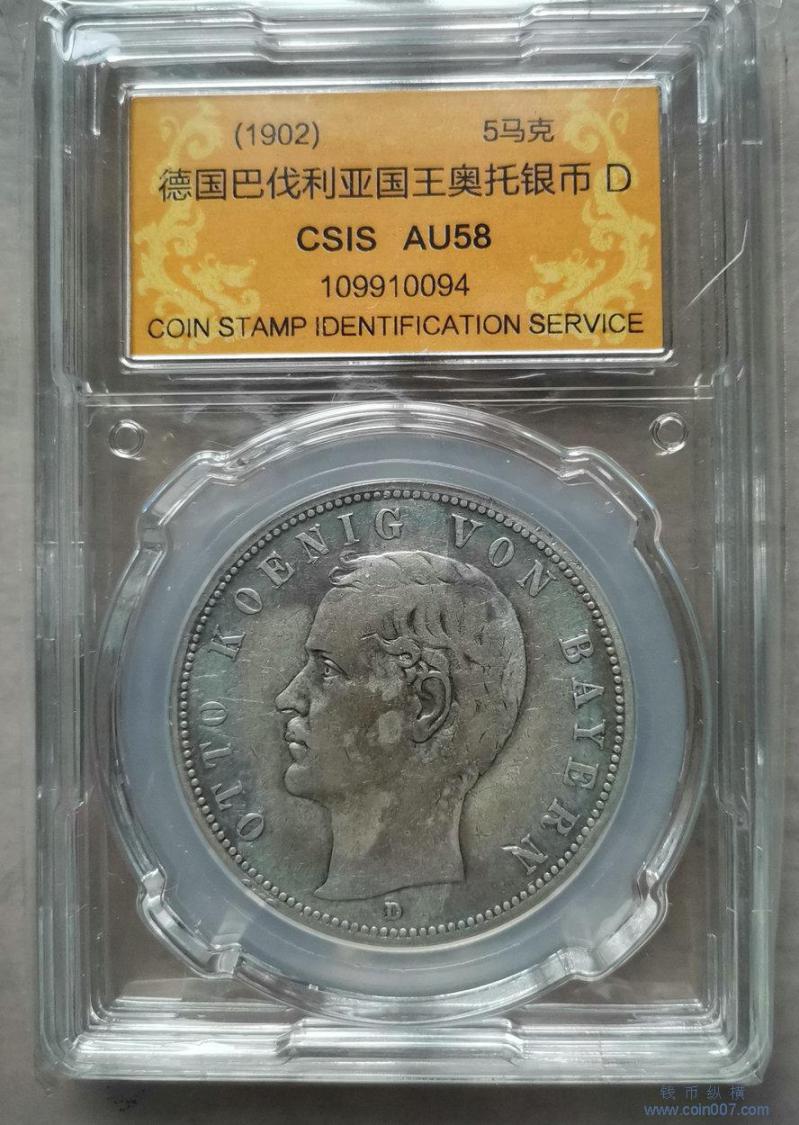 (1902) 5马克
德国巴伐利亚国王奥托银币 D
CSIS AU58
109910094
COIN STAMP IDENTIFICATION SERVICE
OTTO KOENIG VON BAYERN
D
钱币纵横
www.coin007.com